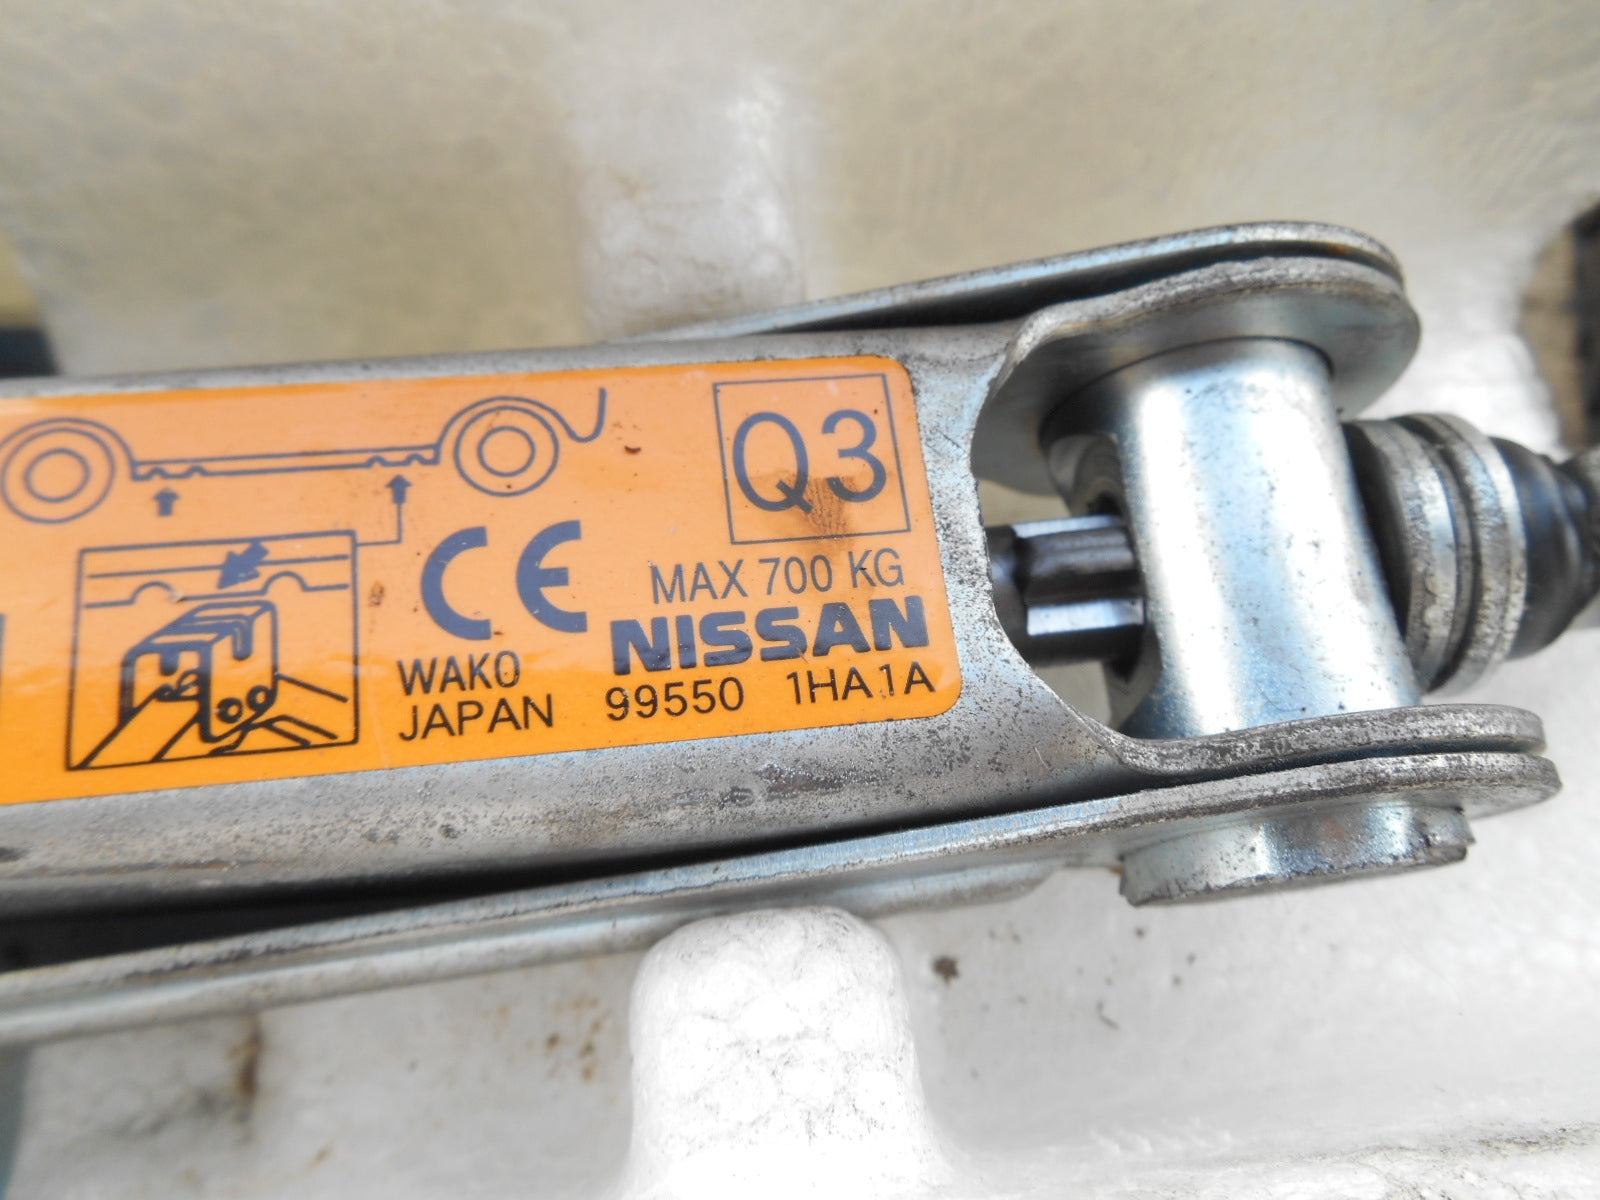 Q3
CE
MAX 700 KG
NISSAN
WAKO
JAPAN
99550 1HA1A